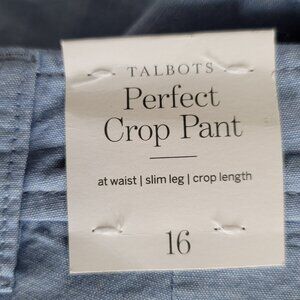 TALBOTS
Perfect
Crop Pant
at waist | slim leg | crop length
16